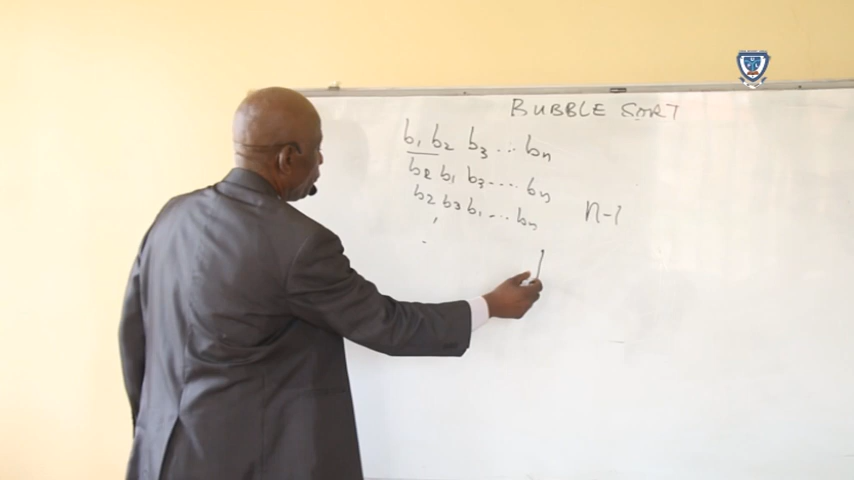 BUBBLE SORT
b1 b2 b3 ... bn
b2 b1 b3 .... bn
b2 b3 b1 ... bn
n-1